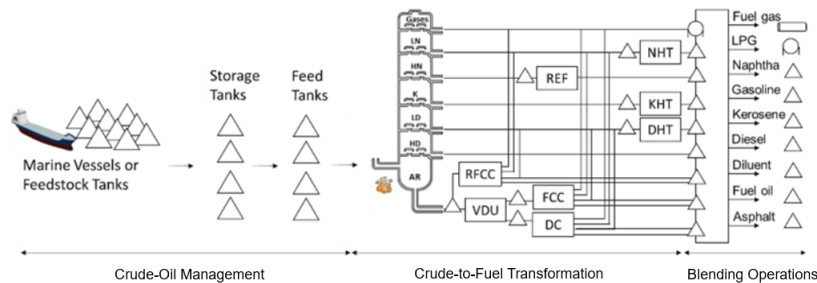 Marine Vessels or
Feedstock Tanks
Storage
Tanks
Feed
Tanks
Gases
LN
HN
K
LD
HD
AR
RFCC
VDU
REF
FCC
DC
NHT
KHT
DHT
Fuel gas
LPG
Naphtha
Gasoline
Kerosene
Diesel
Diluent
Fuel oil
Asphalt
Crude-Oil Management
Crude-to-Fuel Transformation
Blending Operations